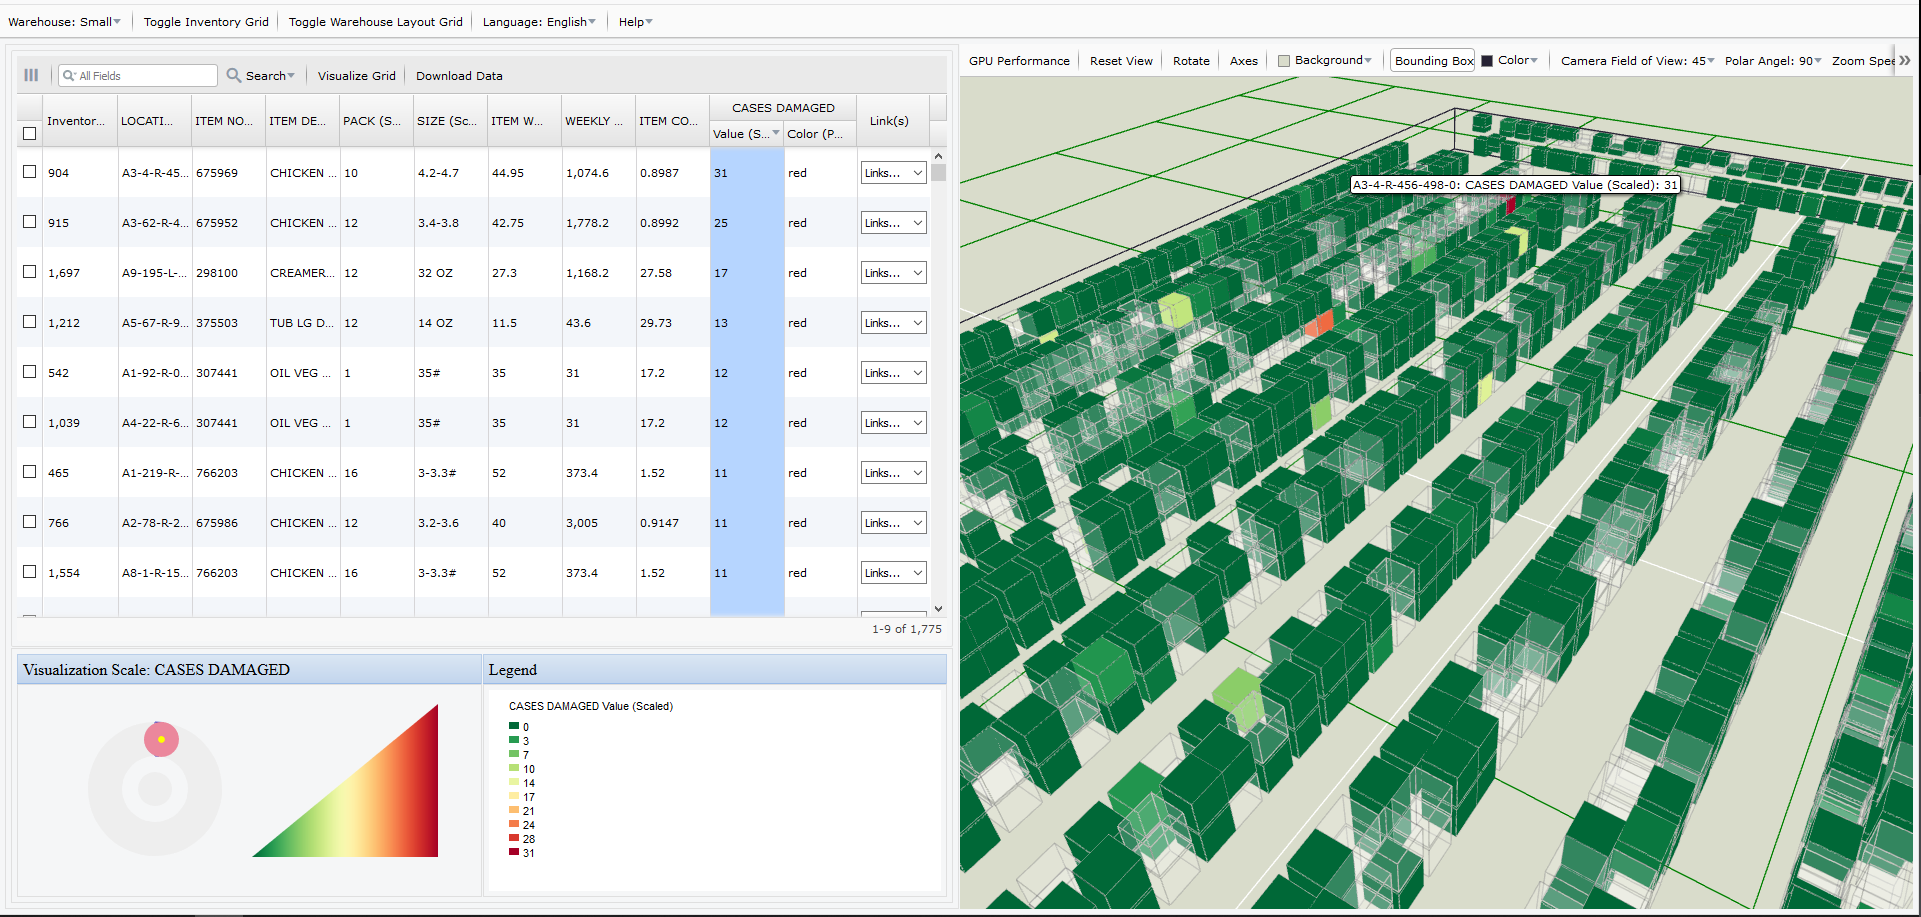 Warehouse: Small Toggle Inventory Grid Toggle Warehouse Layout Grid Language: English Help
All Fields Search Visualize Grid Download Data
Inventor... LOCATI... ITEM NO... ITEM DE... PACK (S... SIZE (Sc... ITEM W... WEEKLY ... ITEM CO... CASES DAMAGED Link(s)
Value (S... Color (P...
904 A3-4-R-45... 675969 CHICKEN ... 10 4.2-4.7 44.95 1,074.6 0.8987 31 red Links...
915 A3-62-R-4... 675952 CHICKEN ... 12 3.4-3.8 42.75 1,778.2 0.8992 25 red Links...
1,697 A9-195-L-... 298100 CREAMER... 12 32 OZ 27.3 1,168.2 27.58 17 red Links...
1,212 A5-67-R-9... 375503 TUB LG D... 12 14 OZ 11.5 43.6 29.73 13 red Links...
542 A1-92-R-0... 307441 OIL VEG ... 1 35# 35 31 17.2 12 red Links...
1,039 A4-22-R-6... 307441 OIL VEG ... 1 35# 35 31 17.2 12 red Links...
465 A1-219-R-... 766203 CHICKEN ... 16 3-3.3# 52 373.4 1.52 11 red Links...
766 A2-78-R-2... 675986 CHICKEN ... 12 3.2-3.6 40 3,005 0.9147 11 red Links...
1,554 A8-1-R-15... 766203 CHICKEN ... 16 3-3.3# 52 373.4 1.52 11 red Links...
1-9 of 1,775
Visualization Scale: CASES DAMAGED
Legend
CASES DAMAGED Value (Scaled)
0
3
7
10
14
17
21
24
28
31
GPU Performance Reset View Rotate Axes Background Bounding Box Color Camera Field of View: 45 Polar Angel: 90 Zoom Spee
A3-4-R-456-498-0: CASES DAMAGED Value (Scaled): 31